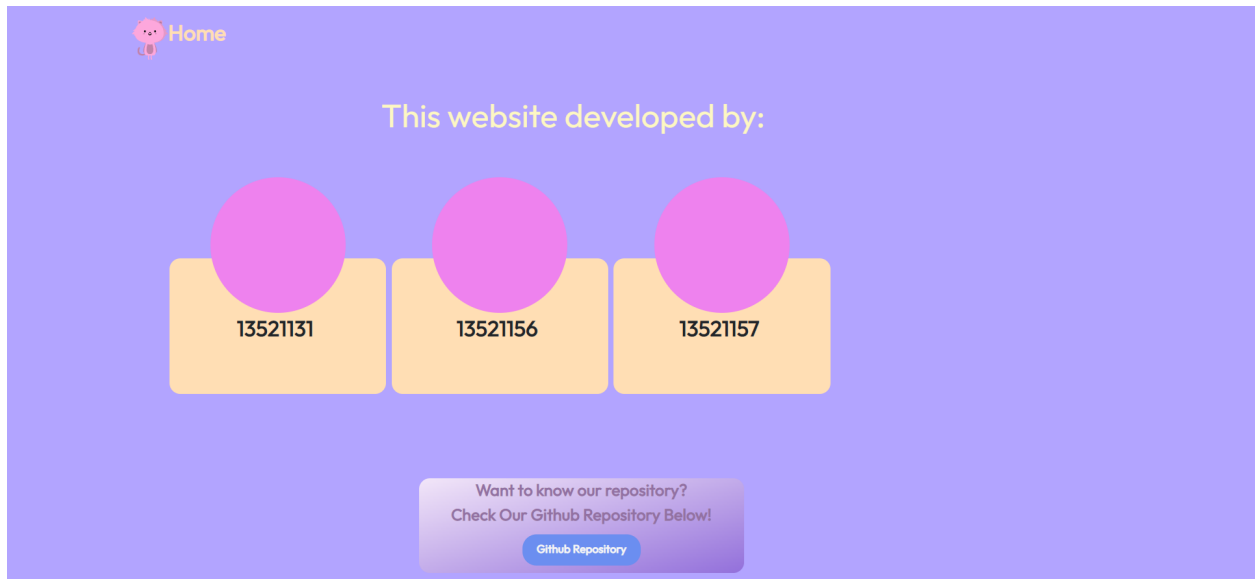 Home
This website developed by:
13521131
13521156
13521157
Want to know our repository?
Check Our Github Repository Below!
Github Repository